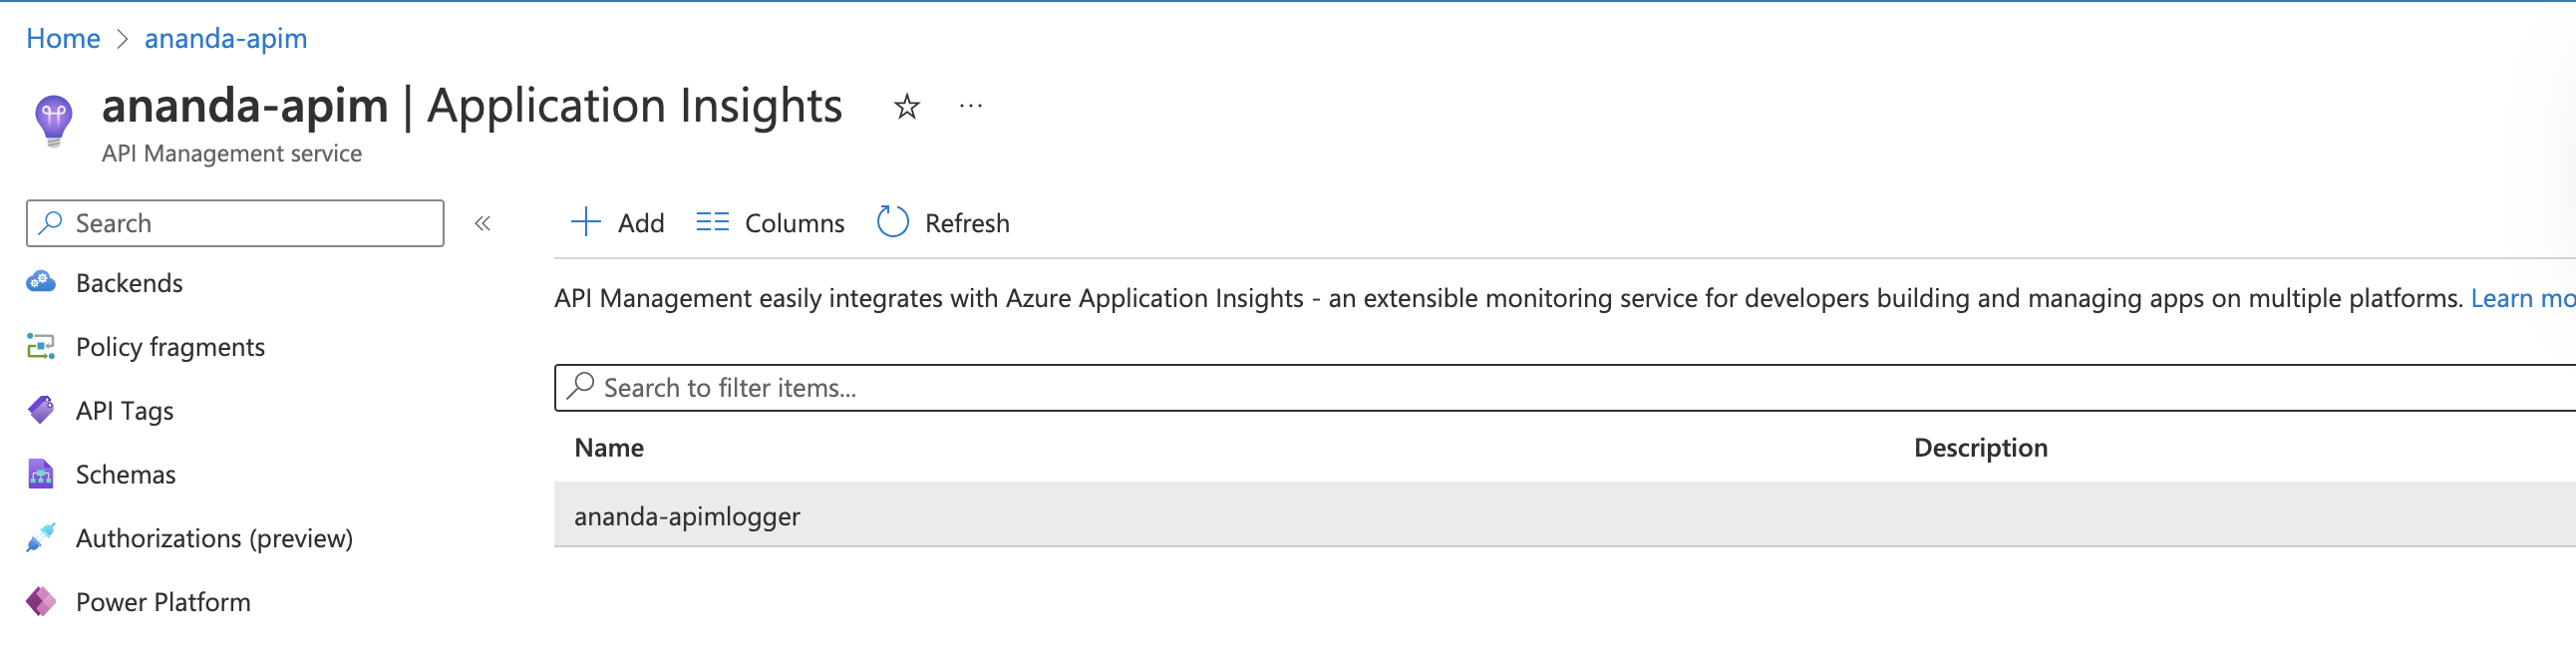 Home > ananda-apim
ananda-apim | Application Insights ☆ ...
API Management service
Search «
Backends
Policy fragments
API Tags
Schemas
Authorizations (preview)
Power Platform
+ Add Columns Refresh
API Management easily integrates with Azure Application Insights - an extensible monitoring service for developers building and managing apps on multiple platforms. Learn mo
Search to filter items...
Name Description
ananda-apimlogger